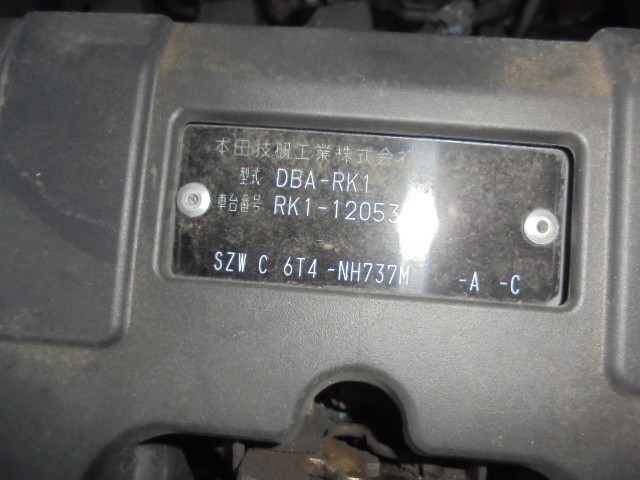 本田技研工業株式会社
型式 DBA-RK1
車台番号 RK1-12053
SZW C 6T4 -NH737M -A -C